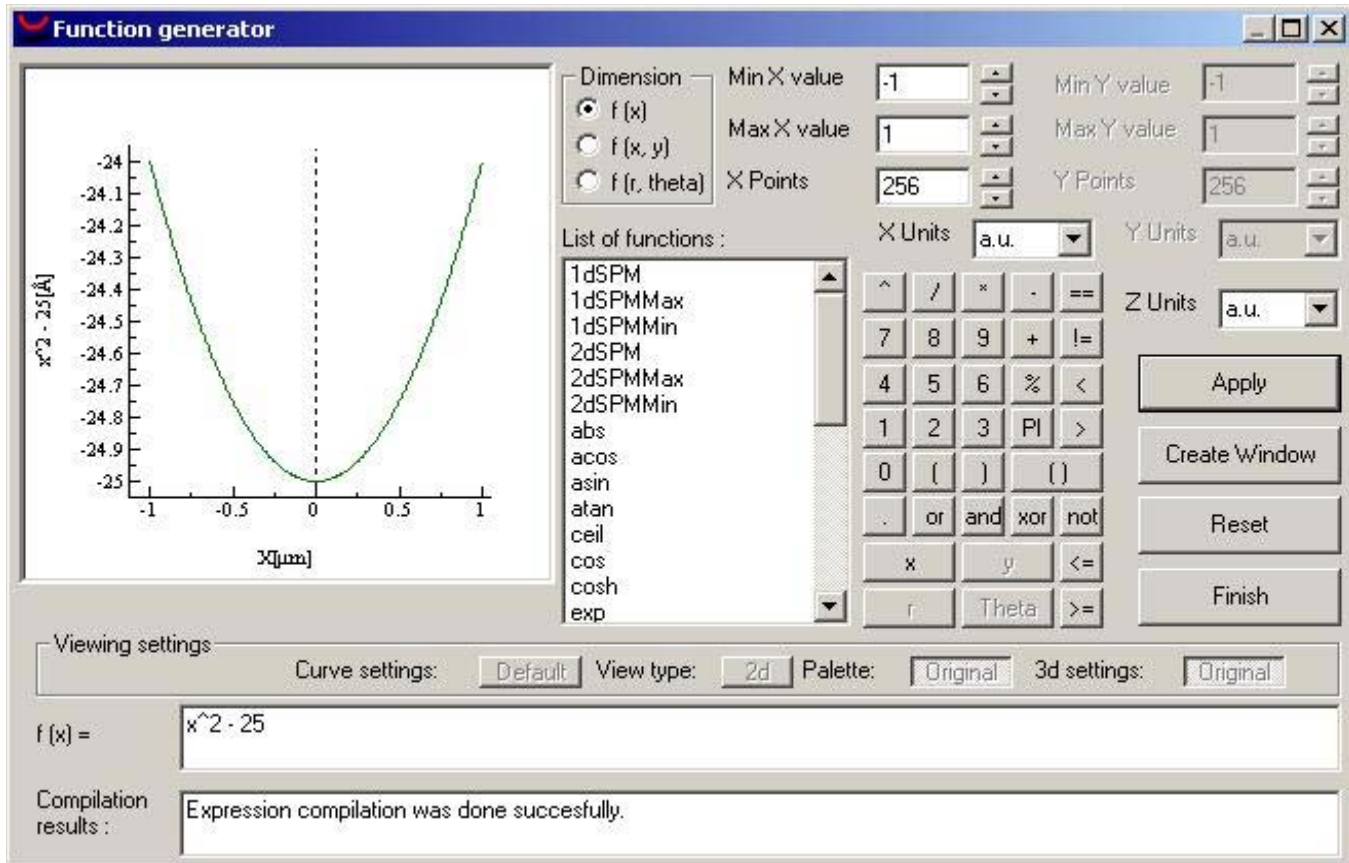 Function generator
-24
-24.1
-24.2
-24.3
-24.4
-24.5
-24.6
-24.7
-24.8
-24.9
-25
x^2 - 25[Å]
-1 -0.5 0 0.5 1
X[μm]
Dimension
f (x)
f (x, y)
f (r, theta)
Min X value -1
Max X value 1
X Points 256
Min Y value -1
Max Y value 1
Y Points 256
X Units a.u.
Y Units a.u.
Z Units a.u.
List of functions :
1dSPM
1dSPMMax
1dSPMMin
2dSPM
2dSPMMax
2dSPMMin
abs
acos
asin
atan
ceil
cos
cosh
exp
^ / * - ==
7 8 9 + !=
4 5 6 % <
1 2 3 PI >
0 ( ) ( )
. or and xor not
x y <=
r Theta >=
Apply
Create Window
Reset
Finish
Viewing settings
Curve settings: Default View type: 2d Palette: Original 3d settings: Original
f (x) = x^2 - 25
Compilation
results :
Expression compilation was done succesfully.